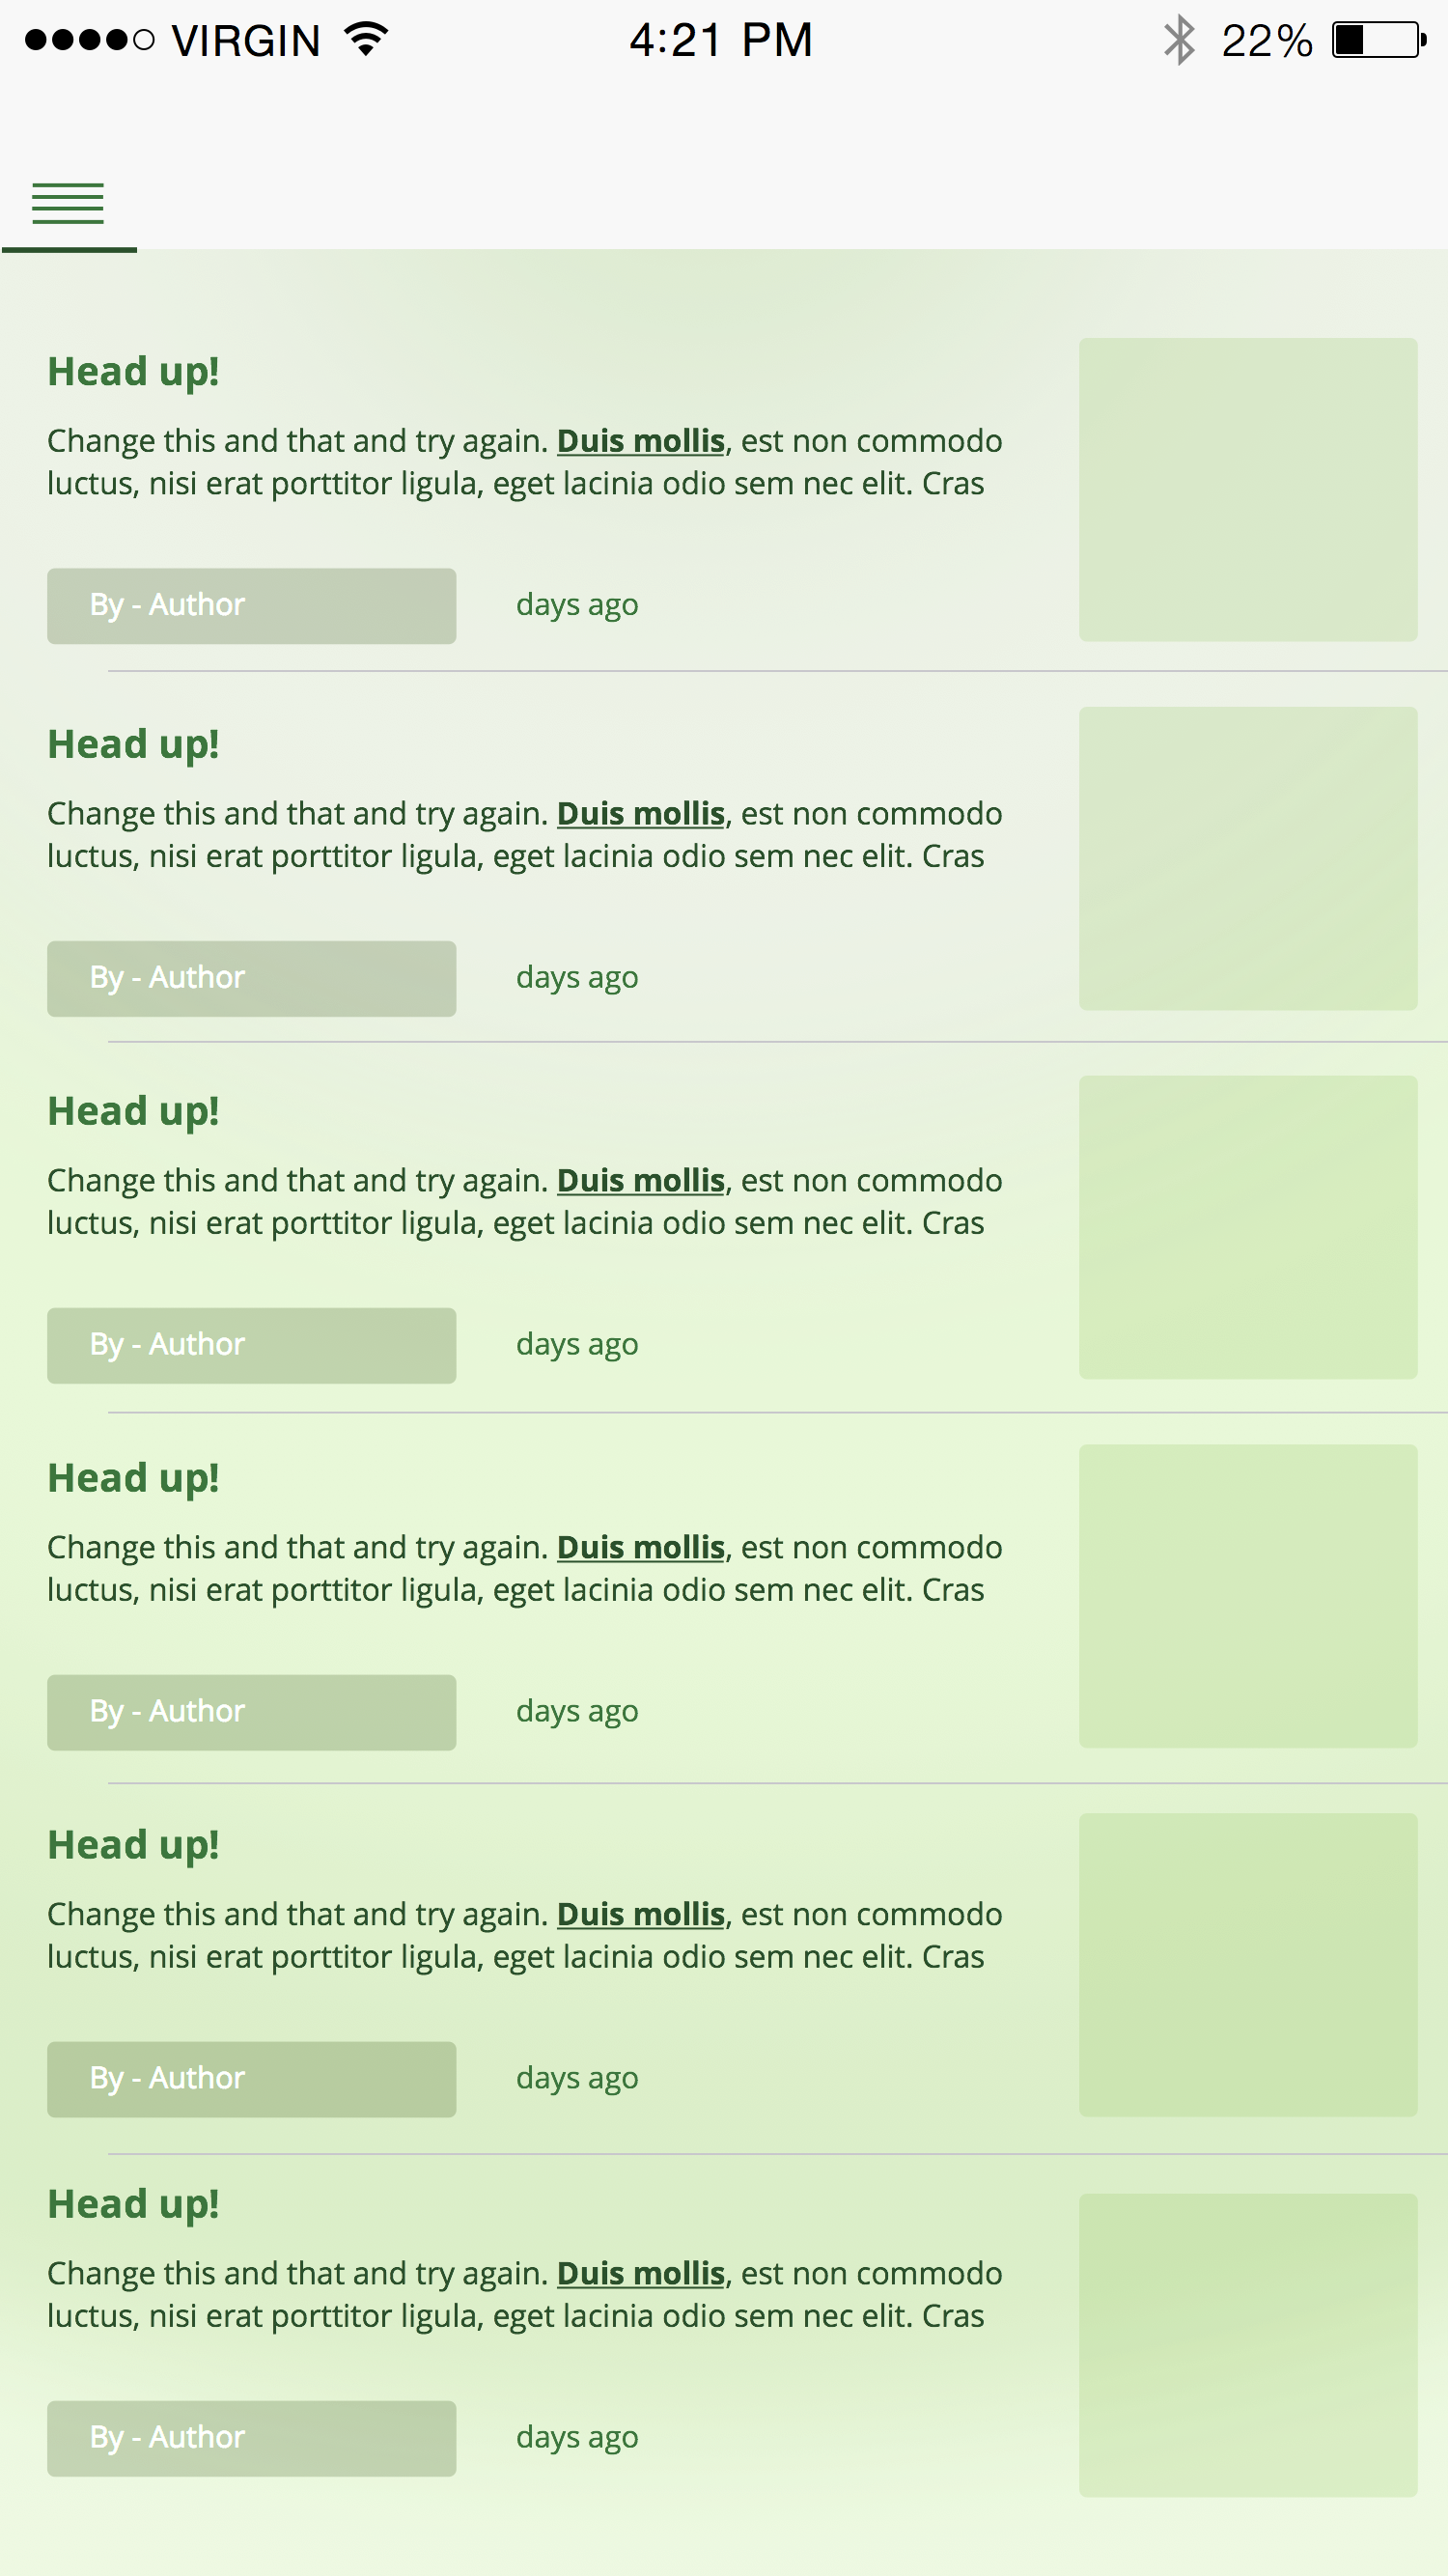 VIRGIN 4:21 PM 22%
Head up!
Change this and that and try again. Duis mollis, est non commodo
luctus, nisi erat porttitor ligula, eget lacinia odio sem nec elit. Cras
By - Author days ago
Head up!
Change this and that and try again. Duis mollis, est non commodo
luctus, nisi erat porttitor ligula, eget lacinia odio sem nec elit. Cras
By - Author days ago
Head up!
Change this and that and try again. Duis mollis, est non commodo
luctus, nisi erat porttitor ligula, eget lacinia odio sem nec elit. Cras
By - Author days ago
Head up!
Change this and that and try again. Duis mollis, est non commodo
luctus, nisi erat porttitor ligula, eget lacinia odio sem nec elit. Cras
By - Author days ago
Head up!
Change this and that and try again. Duis mollis, est non commodo
luctus, nisi erat porttitor ligula, eget lacinia odio sem nec elit. Cras
By - Author days ago
Head up!
Change this and that and try again. Duis mollis, est non commodo
luctus, nisi erat porttitor ligula, eget lacinia odio sem nec elit. Cras
By - Author days ago